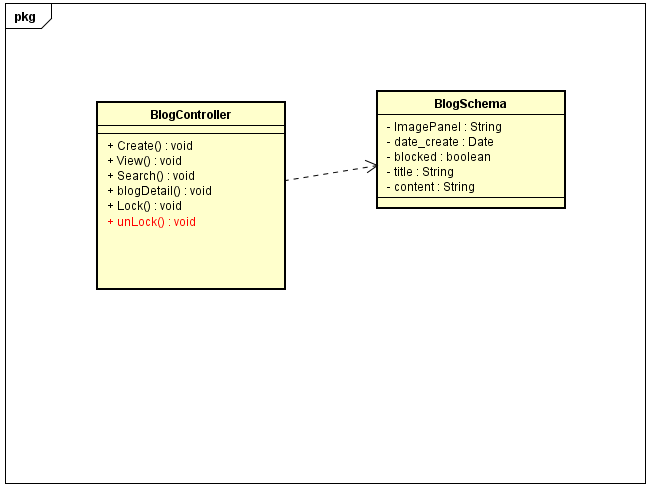 pkg
BlogController
+ Create() : void
+ View() : void
+ Search() : void
+ blogDetail() : void
+ Lock() : void
+ unLock() : void
BlogSchema
- ImagePanel : String
- date_create : Date
- blocked : boolean
- title : String
- content : String